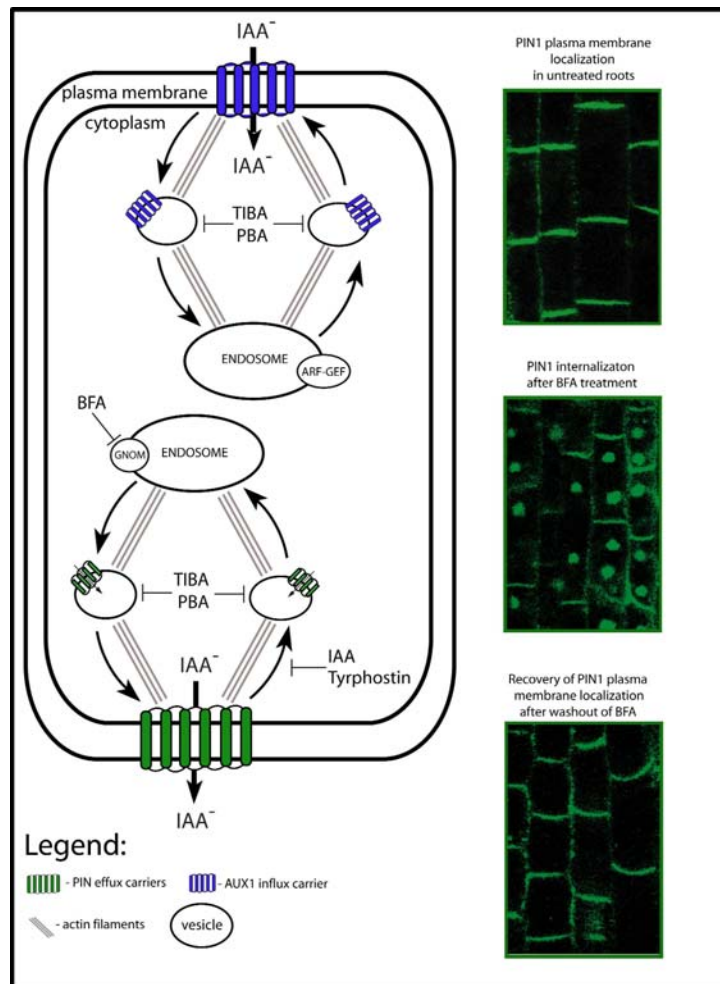 IAA⁻
plasma membrane
cytoplasm
IAA⁻
TIBA
PBA
ENDOSOME
ARF-GEF
BFA
GNOM
ENDOSOME
TIBA
PBA
IAA⁻
IAA
Tyrphostin
IAA⁻
Legend:
- PIN effux carriers
- AUX1 influx carrier
- actin filaments
vesicle
PIN1 plasma membrane
localization
in untreated roots
PIN1 internalizaton
after BFA treatment
Recovery of PIN1 plasma
membrane localization
after washout of BFA